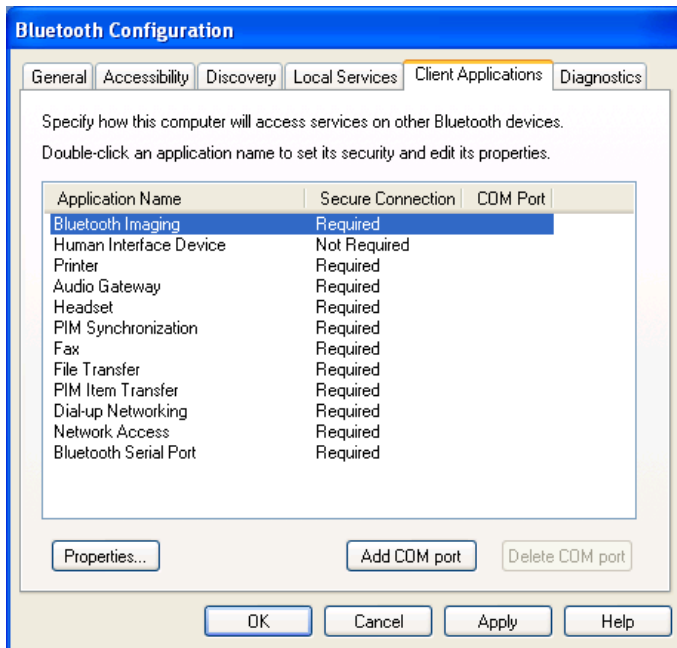 Bluetooth Configuration
General Accessibility Discovery Local Services Client Applications Diagnostics
Specify how this computer will access services on other Bluetooth devices.
Double-click an application name to set its security and edit its properties.
Application Name Secure Connection COM Port
Bluetooth Imaging Required
Human Interface Device Not Required
Printer Required
Audio Gateway Required
Headset Required
PIM Synchronization Required
Fax Required
File Transfer Required
PIM Item Transfer Required
Dial-up Networking Required
Network Access Required
Bluetooth Serial Port Required
Properties... Add COM port Delete COM port
OK Cancel Apply Help